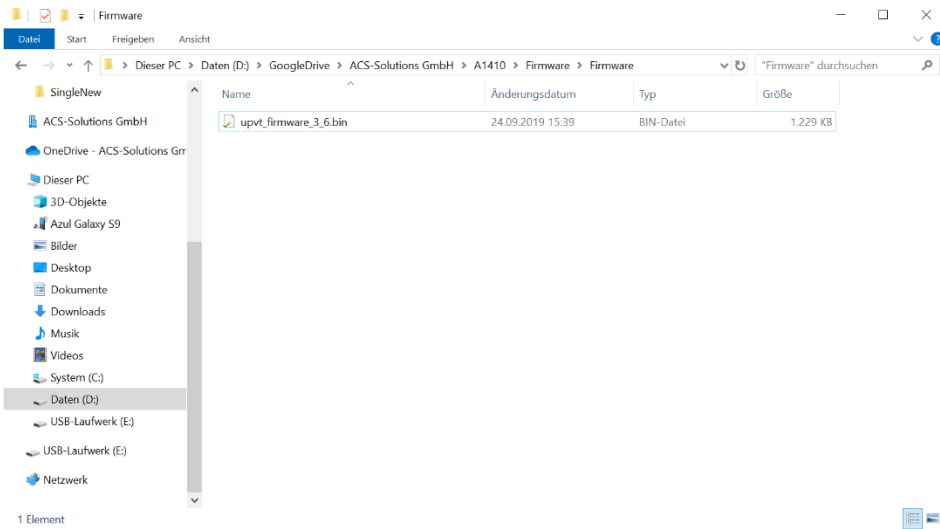 Firmware
Datei Start Freigeben Ansicht
Dieser PC > Daten (D:) > GoogleDrive > ACS-Solutions GmbH > A1410 > Firmware > Firmware
"Firmware" durchsuchen
Name Änderungsdatum Typ Größe
upvt_firmware_3_6.bin 24.09.2019 15:39 BIN-Datei 1.229 KB
SingleNew
ACS-Solutions GmbH
OneDrive - ACS-Solutions Gm
Dieser PC
3D-Objekte
Azul Galaxy S9
Bilder
Desktop
Dokumente
Downloads
Musik
Videos
System (C:)
Daten (D:)
USB-Laufwerk (E:)
USB-Laufwerk (E:)
Netzwerk
1 Element